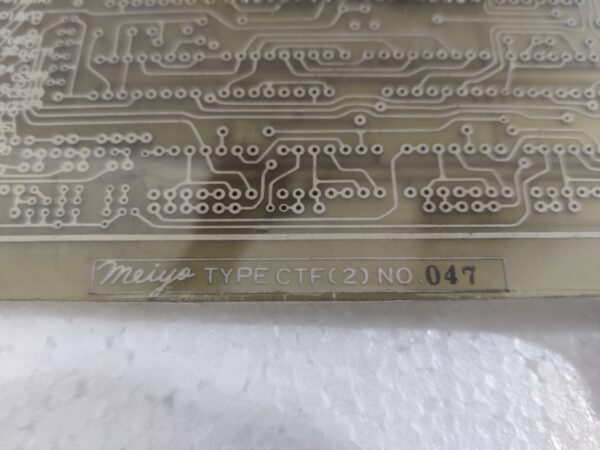 Meiyo TYPE CTF(2) NO. 047